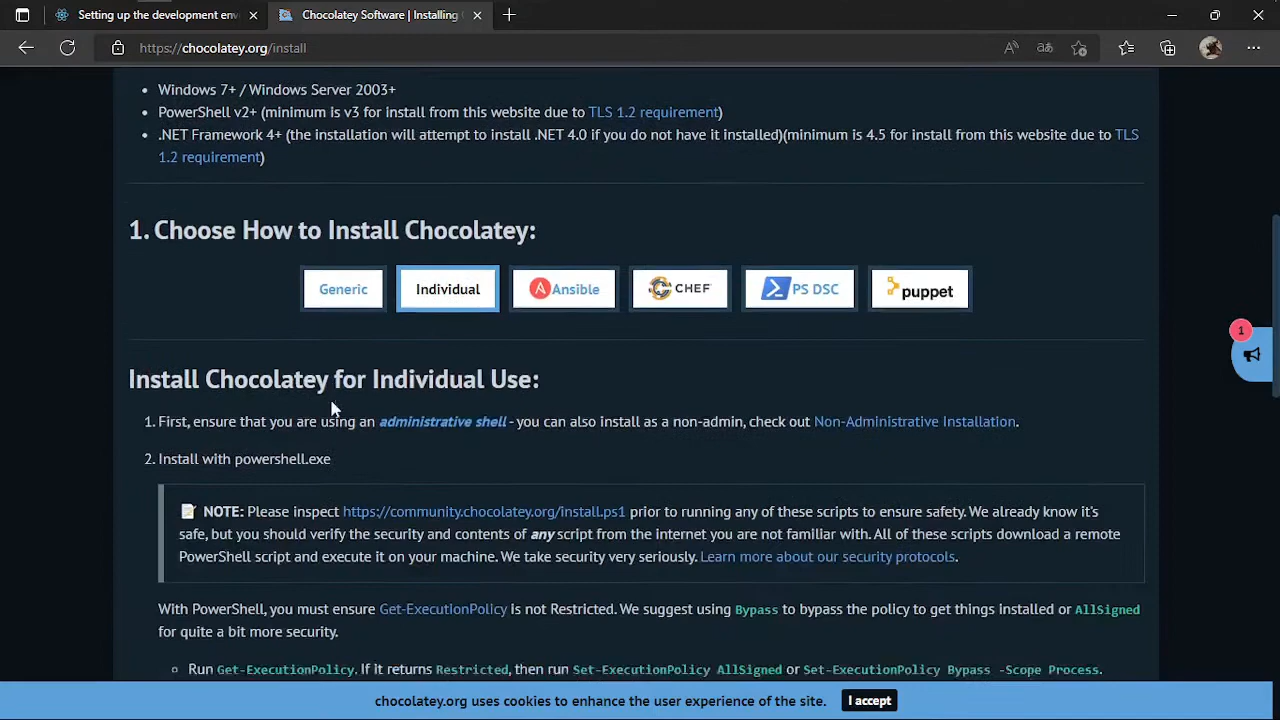 Setting up the development env
Chocolatey Software | Installing
https://chocolatey.org/install
Windows 7+ / Windows Server 2003+
PowerShell v2+ (minimum is v3 for install from this website due to TLS 1.2 requirement)
.NET Framework 4+ (the installation will attempt to install .NET 4.0 if you do not have it installed)(minimum is 4.5 for install from this website due to TLS
1.2 requirement)
1. Choose How to Install Chocolatey:
Generic
Individual
Ansible
CHEF
PS DSC
puppet
1
Install Chocolatey for Individual Use:
1. First, ensure that you are using an administrative shell - you can also install as a non-admin, check out Non-Administrative Installation.
2. Install with powershell.exe
NOTE: Please inspect https://community.chocolatey.org/install.ps1 prior to running any of these scripts to ensure safety. We already know it's
safe, but you should verify the security and contents of any script from the internet you are not familiar with. All of these scripts download a remote
PowerShell script and execute it on your machine. We take security very seriously. Learn more about our security protocols.
With PowerShell, you must ensure Get-ExecutionPolicy is not Restricted. We suggest using Bypass to bypass the policy to get things installed or AllSigned
for quite a bit more security.
Run Get-ExecutionPolicy. If it returns Restricted, then run Set-ExecutionPolicy AllSigned or Set-ExecutionPolicy Bypass -Scope Process.
chocolatey.org uses cookies to enhance the user experience of the site.
I accept